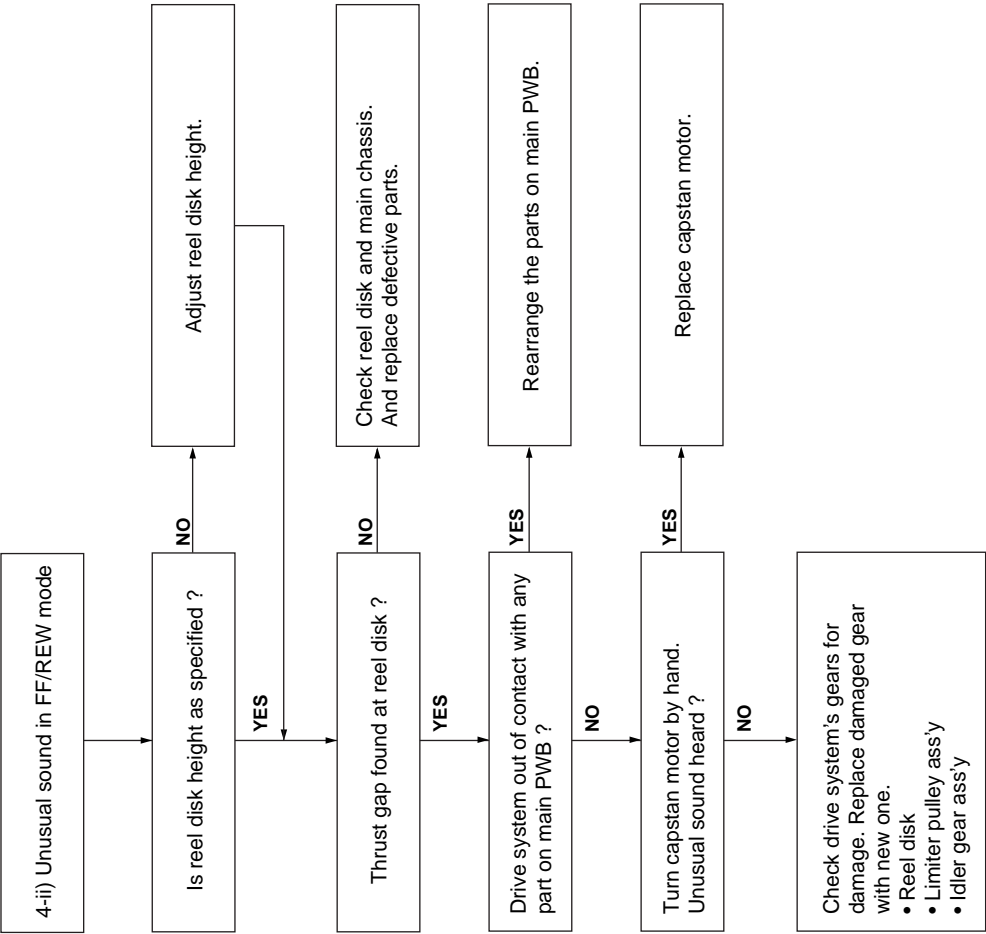 4-ii) Unusual sound in FF/REW mode
Is reel disk height as specified ?
NO
Adjust reel disk height.
YES
Thrust gap found at reel disk ?
NO
Check reel disk and main chassis.
And replace defective parts.
YES
Drive system out of contact with any
part on main PWB ?
YES
Rearrange the parts on main PWB.
NO
Turn capstan motor by hand.
Unusual sound heard ?
YES
Replace capstan motor.
NO
Check drive system's gears for
damage. Replace damaged gear
with new one.
• Reel disk
• Limiter pulley ass'y
• Idler gear ass'y